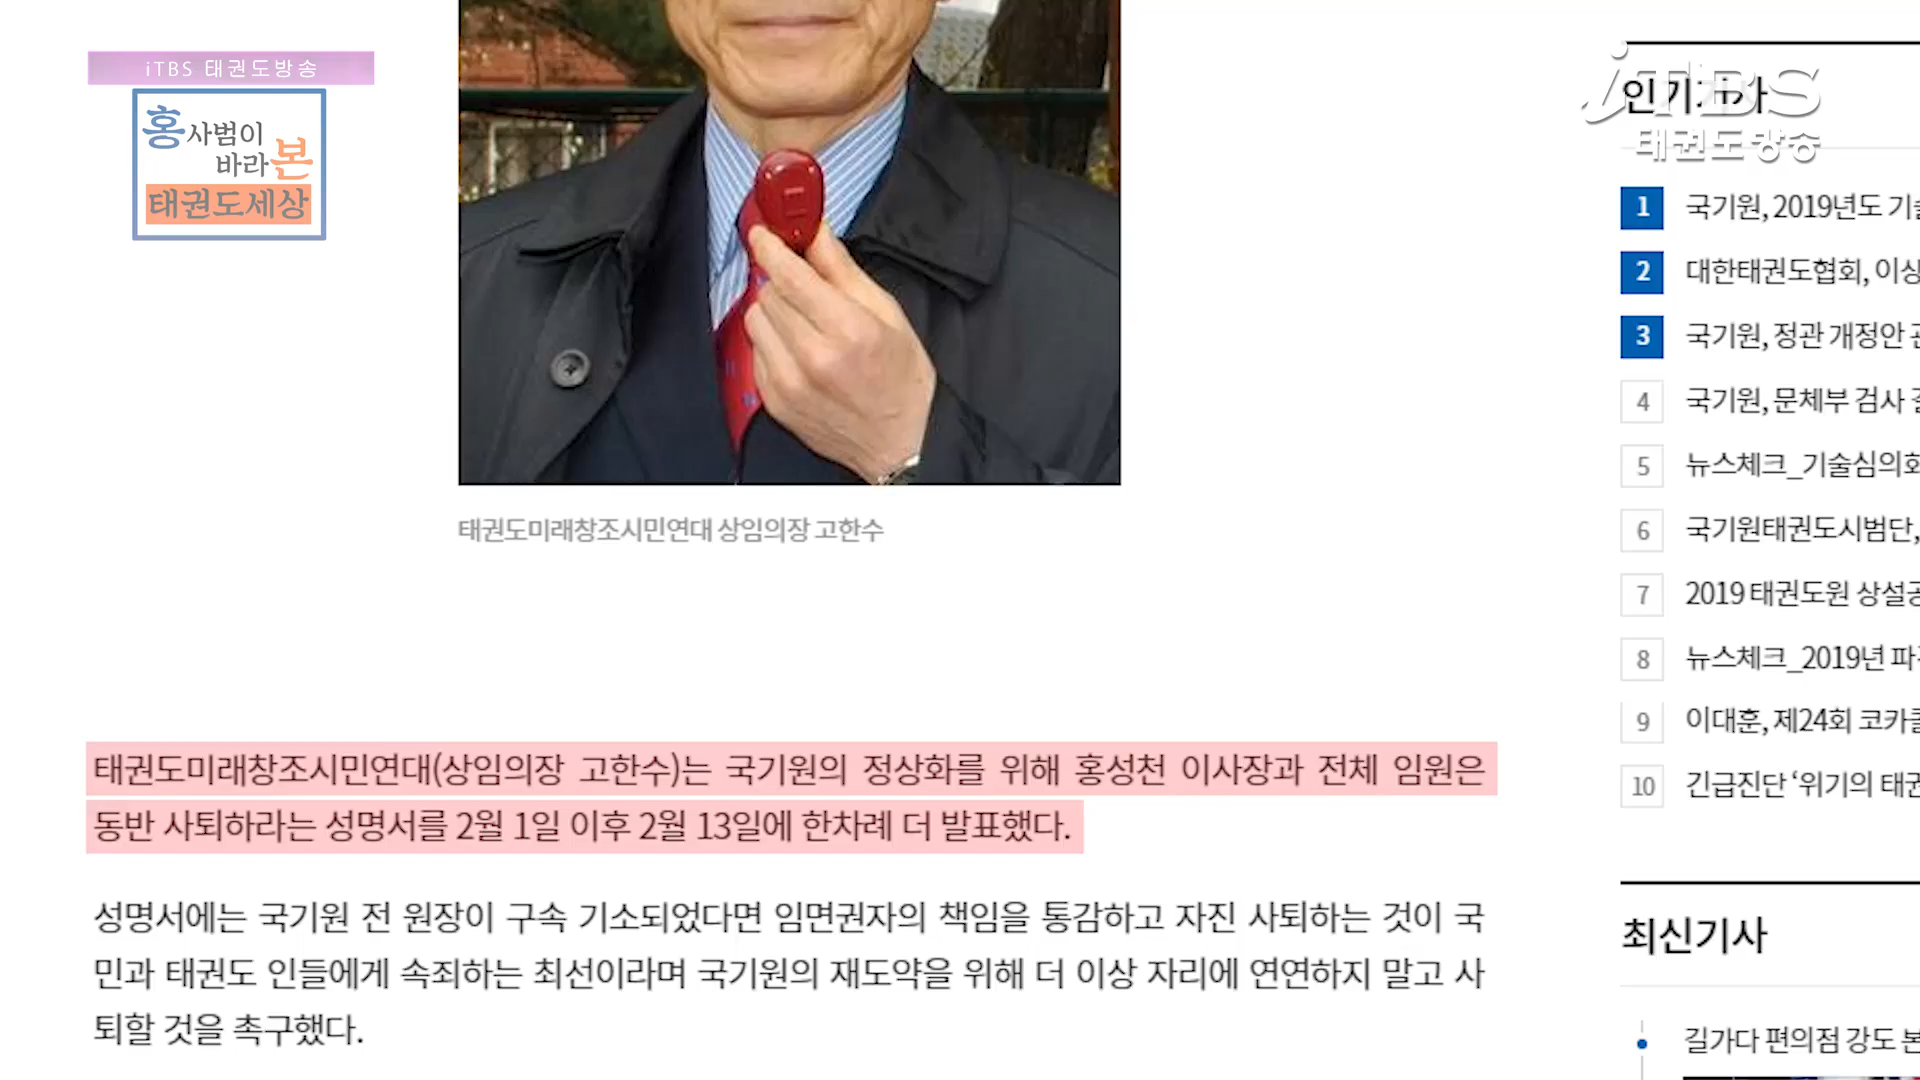 iTBS 태권도방송
홍사범이
바라본
태권도세상
iTBS
태권도방송
태권도미래창조시민연대 상임의장 고한수
태권도미래창조시민연대(상임의장 고한수)는 국기원의 정상화를 위해 홍성천 이사장과 전체 임원은
동반 사퇴하라는 성명서를 2월 1일 이후 2월 13일에 한차례 더 발표했다.
성명서에는 국기원 전 원장이 구속 기소되었다면 임면권자의 책임을 통감하고 자진 사퇴하는 것이 국
민과 태권도 인들에게 속죄하는 최선이라며 국기원의 재도약을 위해 더 이상 자리에 연연하지 말고 사
퇴할 것을 촉구했다.
인기기사
1 국기원, 2019년도
2 대한태권도협회,
3 국기원, 정관 개정안
4 국기원, 문체부 검사
5 뉴스체크_기술심의회
6 국기원태권도시범단,
7 2019 태권도원
8 뉴스체크_2019년
9 이대훈, 제24회
10 긴급진단 ‘위기의
최신기사
길가다 편의점 강도